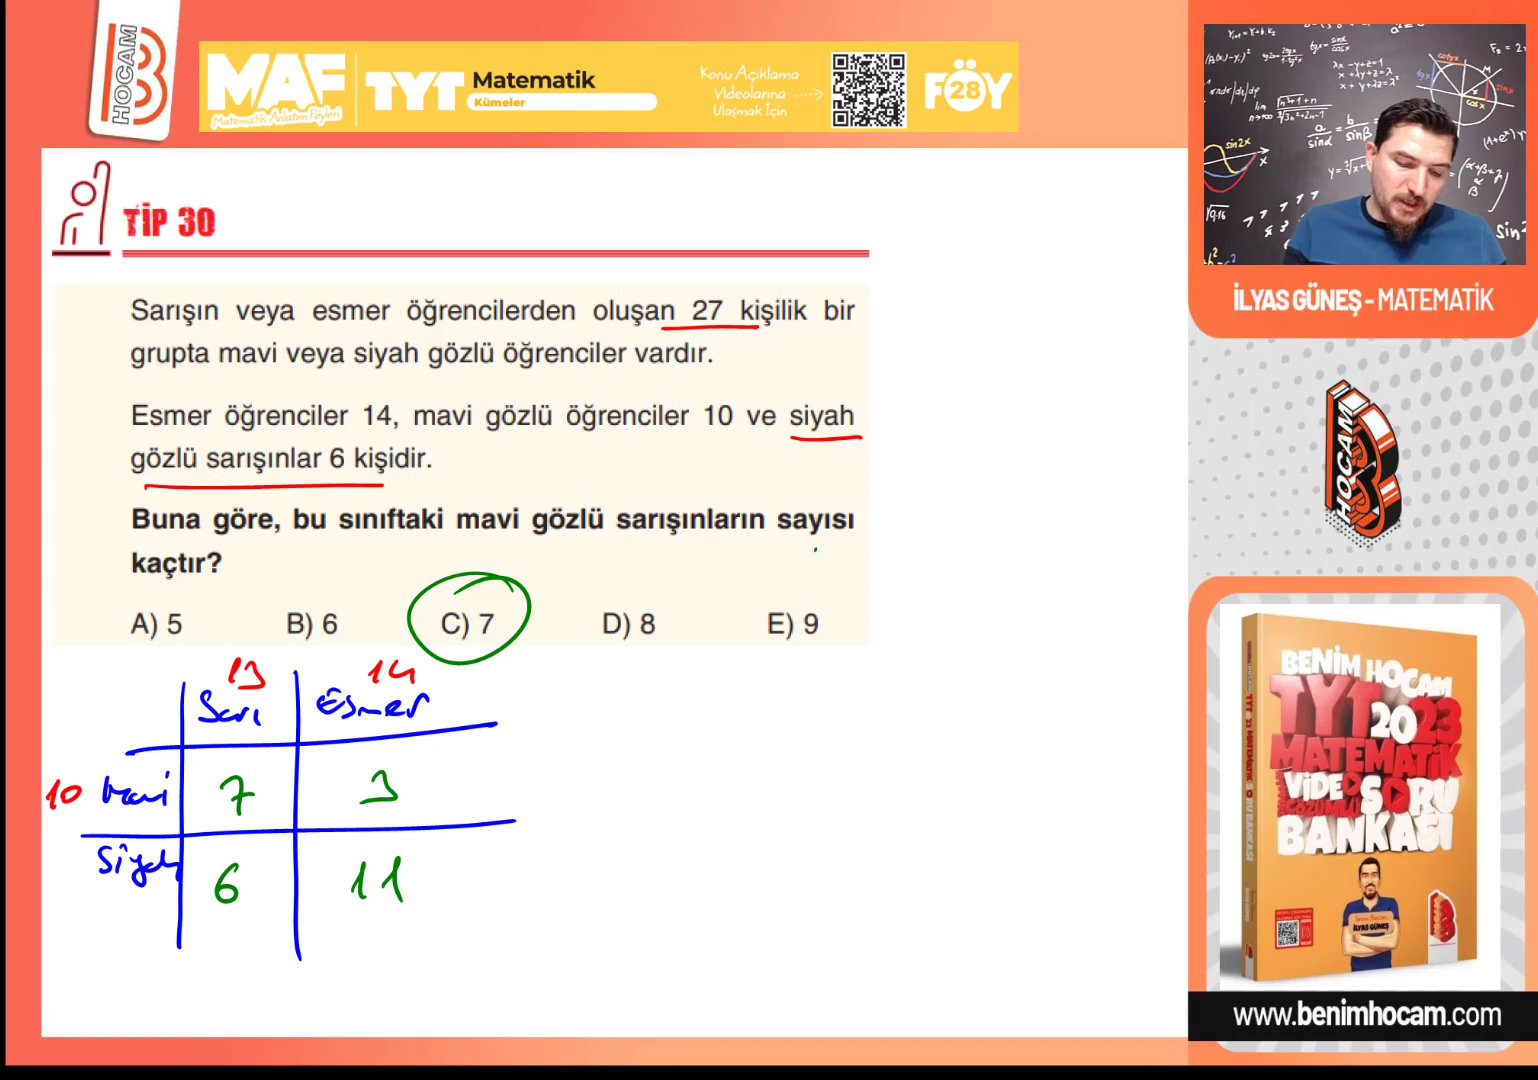 B HOCAM
MAF
Matematik Anlatım Föyleri
TYT Matematik
Kümeler
Konu Açıklama
Videolarına
Ulaşmak İçin
FÖY 28
TİP 30
Sarışın veya esmer öğrencilerden oluşan 27 kişilik bir
grupta mavi veya siyah gözlü öğrenciler vardır.
Esmer öğrenciler 14, mavi gözlü öğrenciler 10 ve siyah
gözlü sarışınlar 6 kişidir.
Buna göre, bu sınıftaki mavi gözlü sarışınların sayısı
kaçtır?
A) 5 B) 6 C) 7 D) 8 E) 9
13 14
Sarı Esmer
10 Mavi 7 3
Siyah 6 11
İLYAS GÜNEŞ - MATEMATİK
B HOCAM
BENİM HOCAM
TYT 2023
MATEMATİK
VİDEO SORU
ÇÖZÜMLÜ
BANKASI
İLYAS GÜNEŞ
www.benimhocam.com